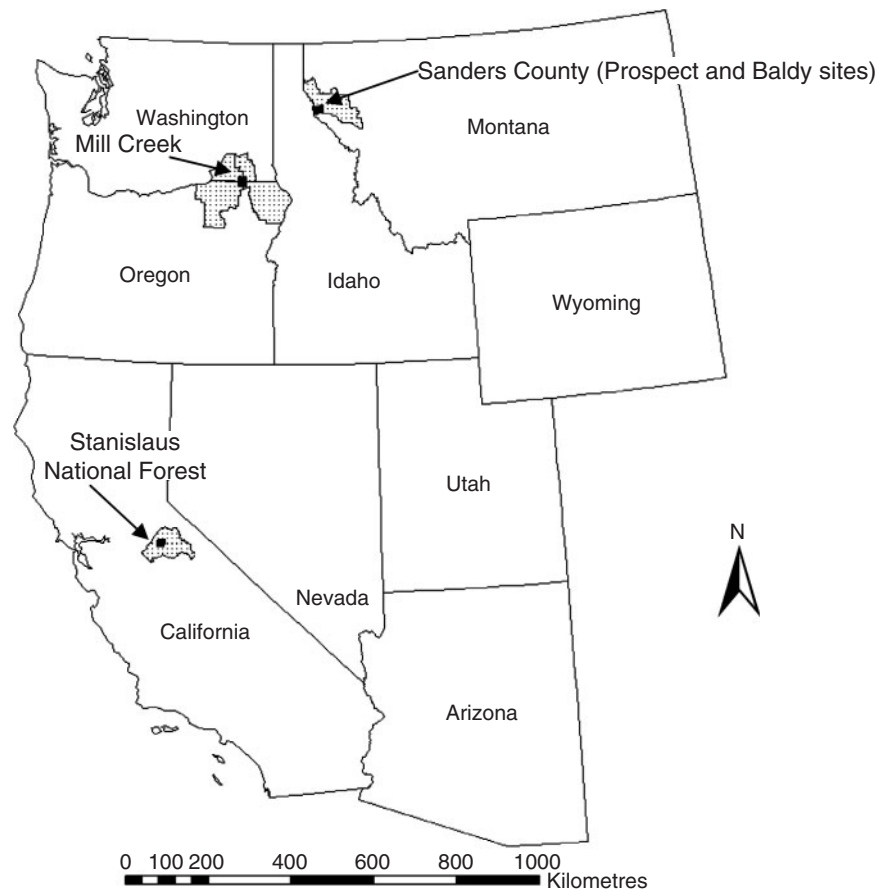 Sanders County (Prospect and Baldy sites)
Washington
Montana
Mill Creek
Oregon
Idaho
Wyoming
Stanislaus
National Forest
Utah
N
Nevada
California
Arizona
0 100 200 400 600 800 1000
Kilometres